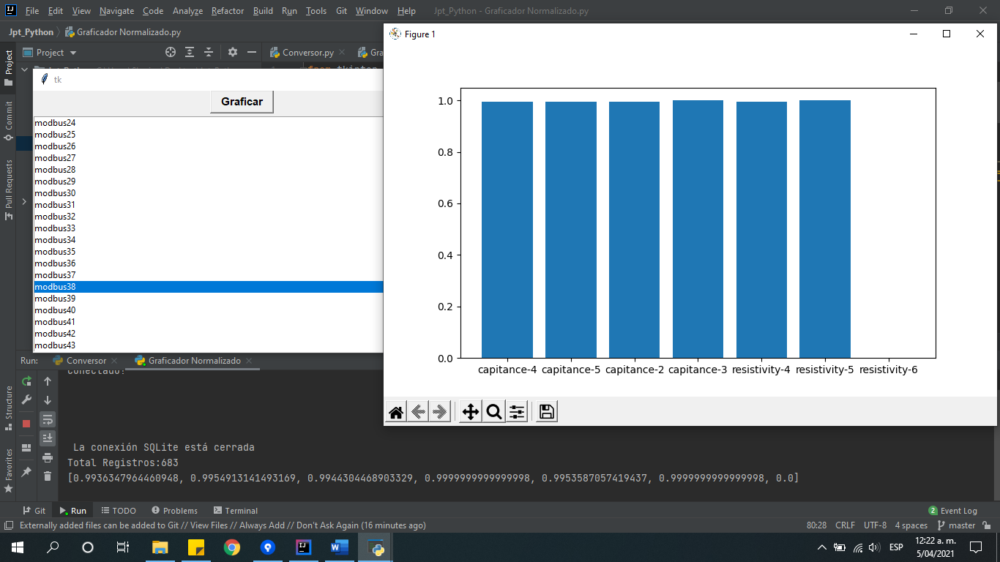 File Edit View Navigate Code Analyze Refactor Build Run Tools Git Window Help Jpt_Python - Graficador Normalizado.py
Jpt_Python Graficador Normalizado.py
Project
Conversor.py
Gra
Project
Commit
Pull Requests
Structure
Favorites
tk
Graficar
modbus24
modbus25
modbus26
modbus27
modbus28
modbus29
modbus30
modbus31
modbus32
modbus33
modbus34
modbus35
modbus36
modbus37
modbus38
modbus39
modbus40
modbus41
modbus42
modbus43
Figure 1
1.0
0.8
0.6
0.4
0.2
0.0
capitance-4 capitance-5 capitance-2 capitance-3 resistivity-4 resistivity-5 resistivity-6
Run: Conversor Graficador Normalizado
La conexión SQLite está cerrada
Total Registros:683
[0.9936347964460948, 0.9954913141493169, 0.9944304468903329, 0.9999999999999998, 0.9953587057419437, 0.9999999999999998, 0.0]
Git Run TODO Problems Terminal 2 Event Log
Externally added files can be added to Git // View Files // Always Add // Don't Ask Again (16 minutes ago) 80:28 CRLF UTF-8 4 spaces master
ESP
12:22 a. m.
5/04/2021